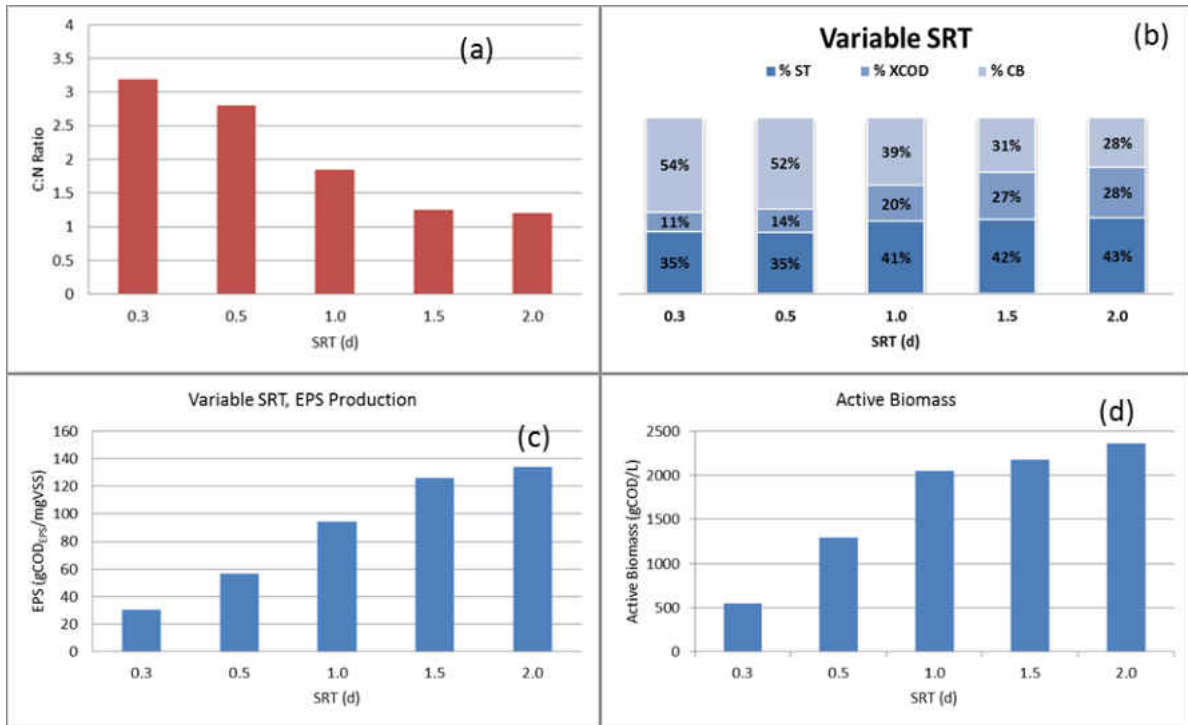 (a)
4
3.5
3
2.5
2
1.5
1
0.5
0
C:N Ratio
0.3 0.5 1.0 1.5 2.0
SRT (d)
Variable SRT
(b)
% ST % XCOD % CB
54% 52% 39% 31% 28%
11% 14% 20% 27% 28%
35% 35% 41% 42% 43%
0.3 0.5 1.0 1.5 2.0
SRT (d)
Variable SRT, EPS Production
(c)
160
140
120
100
80
60
40
20
0
EPS (gCOD_EPS/mgVSS)
0.3 0.5 1.0 1.5 2.0
SRT (d)
Active Biomass
(d)
2500
2000
1500
1000
500
0
Active Biomass (gCOD/L)
0.3 0.5 1.0 1.5 2.0
SRT (d)